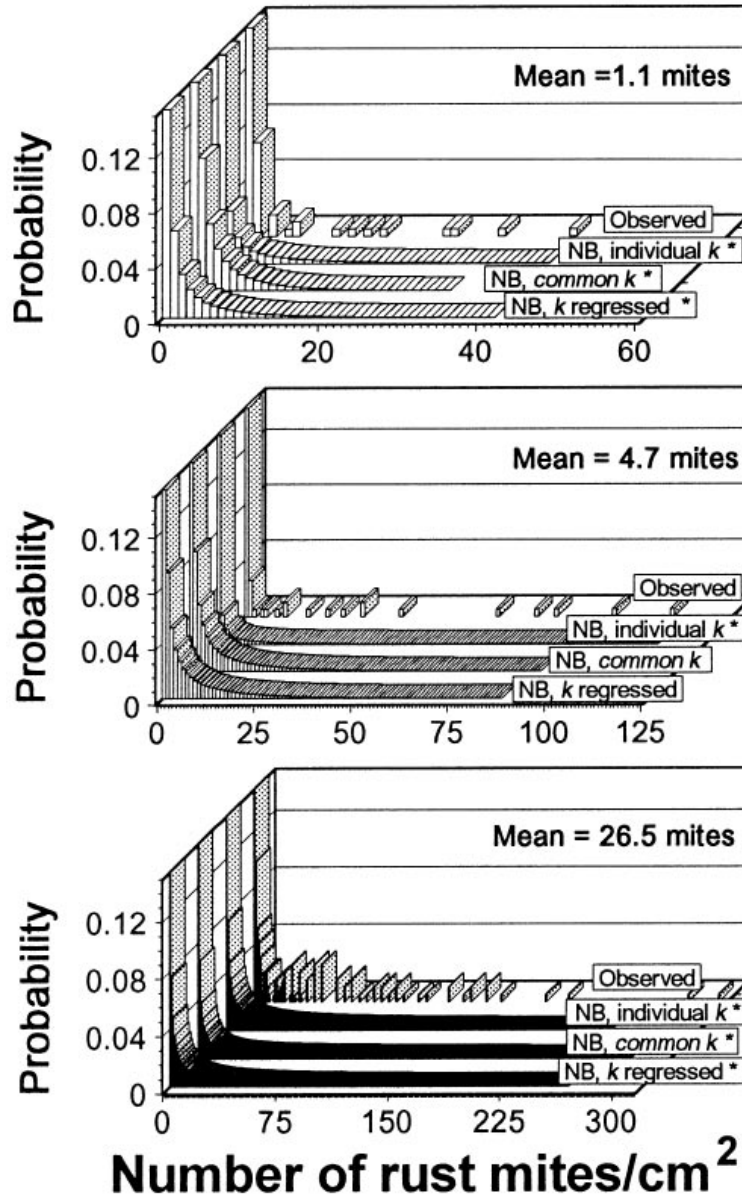 Mean =1.1 mites
Probability
0.12
0.08
0.04
0
Observed
NB, individual k *
NB, common k *
NB, k regressed *
0 20 40 60
Mean = 4.7 mites
Probability
0.12
0.08
0.04
0
Observed
NB, individual k *
NB, common k
NB, k regressed
0 25 50 75 100 125
Mean = 26.5 mites
Probability
0.12
0.08
0.04
0
Observed
NB, individual k *
NB, common k *
NB, k regressed *
0 75 150 225 300
Number of rust mites/cm²